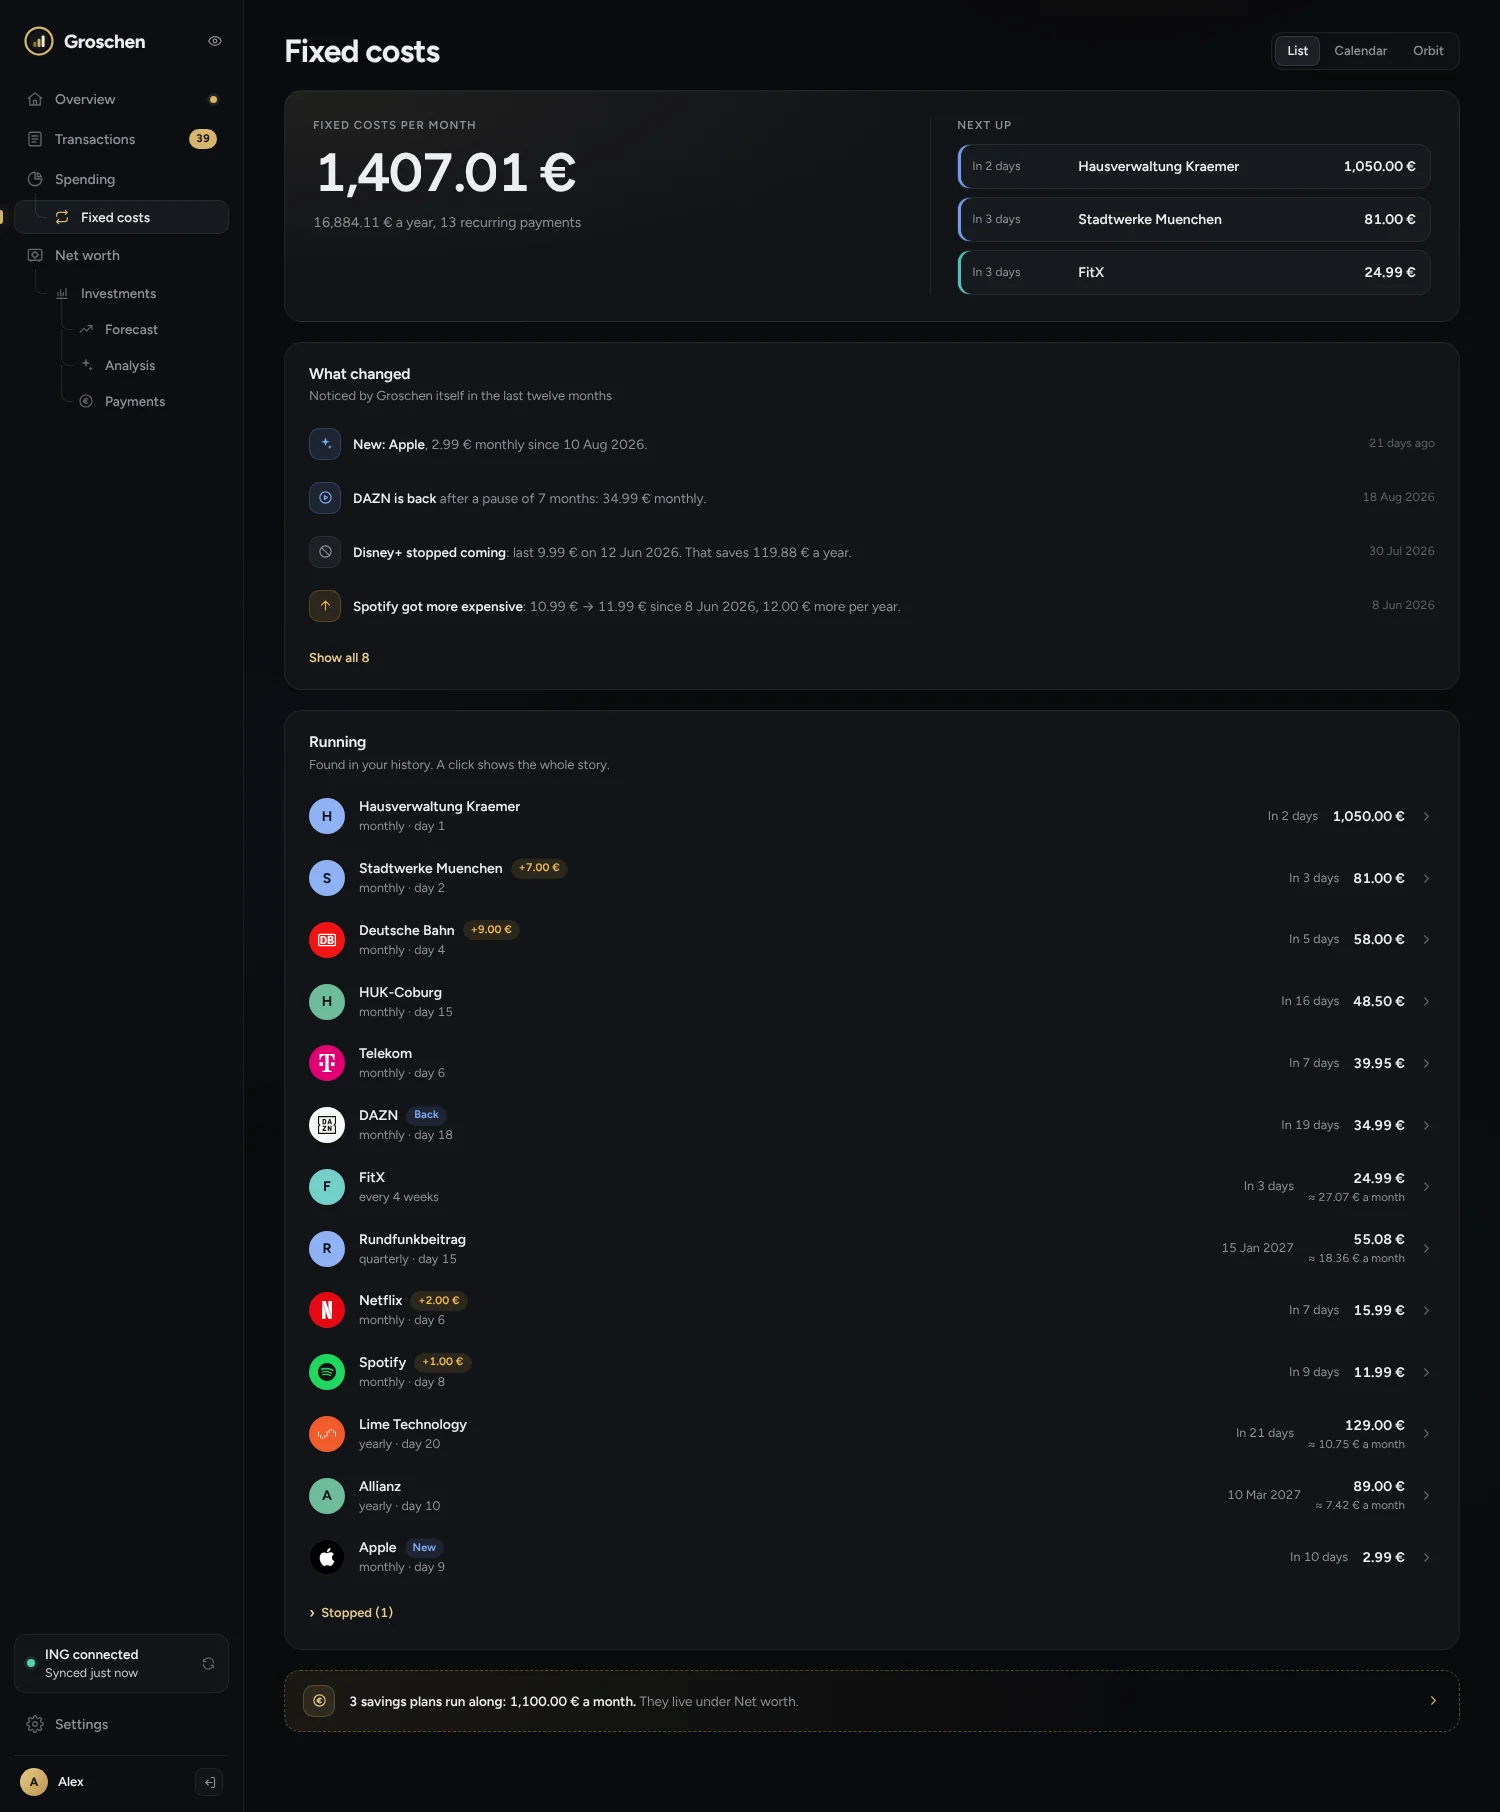 Groschen
Overview
Transactions 39
Spending
Fixed costs
Net worth
Investments
Forecast
Analysis
Payments
ING connected
Synced just now
Settings
A Alex
Fixed costs
List Calendar Orbit
FIXED COSTS PER MONTH
1,407.01 €
16,884.11 € a year, 13 recurring payments
NEXT UP
In 2 days Hausverwaltung Kraemer 1,050.00 €
In 3 days Stadtwerke Muenchen 81.00 €
In 3 days FitX 24.99 €
What changed
Noticed by Groschen itself in the last twelve months
New: Apple, 2.99 € monthly since 10 Aug 2026. 21 days ago
DAZN is back after a pause of 7 months: 34.99 € monthly. 18 Aug 2026
Disney+ stopped coming: last 9.99 € on 12 Jun 2026. That saves 119.88 € a year. 30 Jul 2026
Spotify got more expensive: 10.99 € → 11.99 € since 8 Jun 2026, 12.00 € more per year. 8 Jun 2026
Show all 8
Running
Found in your history. A click shows the whole story.
H Hausverwaltung Kraemer In 2 days 1,050.00 €
monthly · day 1
S Stadtwerke Muenchen +7.00 € In 3 days 81.00 €
monthly · day 2
DB Deutsche Bahn +9.00 € In 5 days 58.00 €
monthly · day 4
H HUK-Coburg In 16 days 48.50 €
monthly · day 15
T Telekom In 7 days 39.95 €
monthly · day 6
DAZN DAZN Back In 19 days 34.99 €
monthly · day 18
F FitX In 3 days 24.99 €
every 4 weeks ≈ 27.07 € a month
R Rundfunkbeitrag 15 Jan 2027 55.08 €
quarterly · day 15 ≈ 18.36 € a month
N Netflix +2.00 € In 7 days 15.99 €
monthly · day 6
Spotify +1.00 € In 9 days 11.99 €
monthly · day 8
Lime Technology In 21 days 129.00 €
yearly · day 20 ≈ 10.75 € a month
A Allianz 10 Mar 2027 89.00 €
yearly · day 10 ≈ 7.42 € a month
Apple New In 10 days 2.99 €
monthly · day 9
› Stopped (1)
3 savings plans run along: 1,100.00 € a month. They live under Net worth.